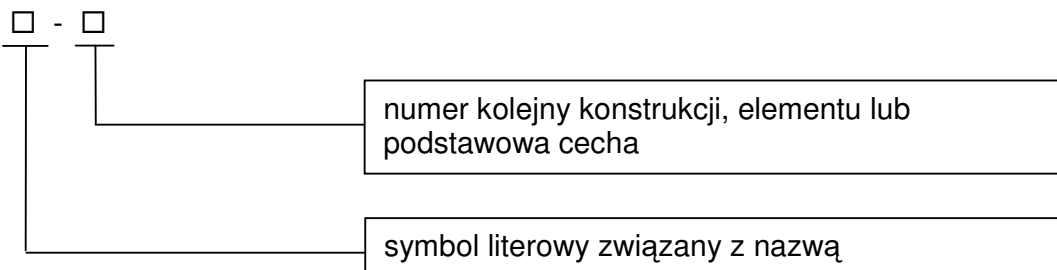 □ - □
numer kolejny konstrukcji, elementu lub
podstawowa cecha
symbol literowy związany z nazwą